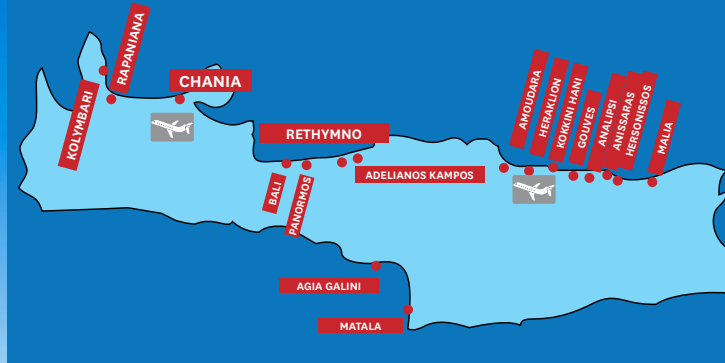 RAPANIANA
KOLYMBARI
CHANIA
RETHYMNO
BALI
PANORMOS
ADELIANOS KAMPOS
AGIA GALINI
MATALA
AMOUDARA
HERAKLION
KOKKINI HANI
GOUVES
ANALIPSI
ANISSARAS
HERSONISSOS
MALIA